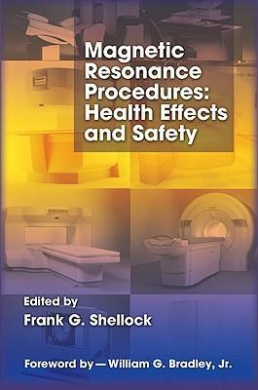 Magnetic
Resonance
Procedures:
Health Effects
and Safety
Edited by
Frank G. Shellock
Foreword by—William G. Bradley, Jr.